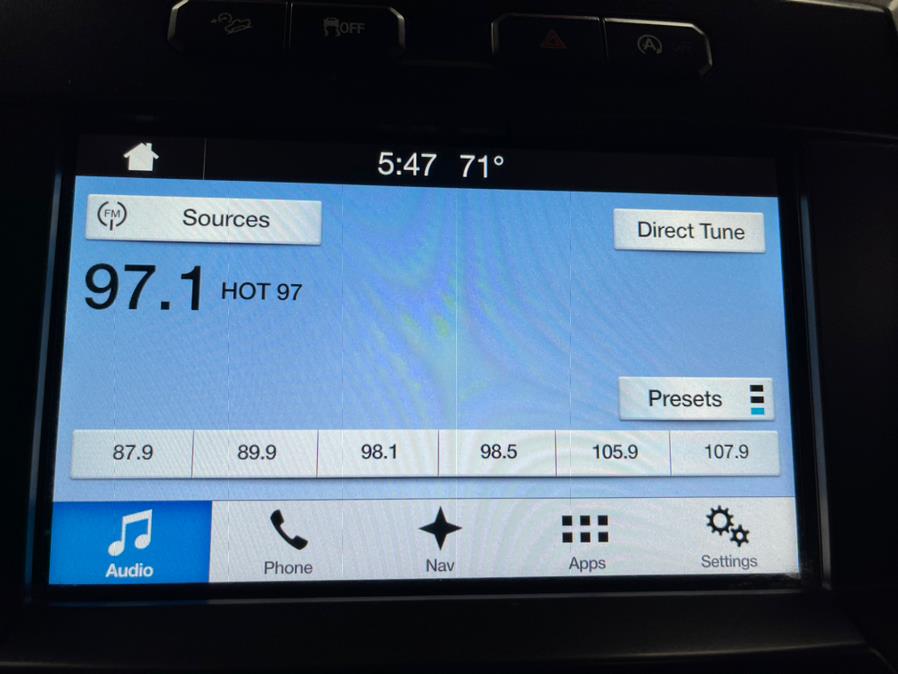 OFF
A
5:47 71°
FM Sources
Direct Tune
97.1 HOT 97
Presets
87.9 89.9 98.1 98.5 105.9 107.9
Audio Phone Nav Apps Settings